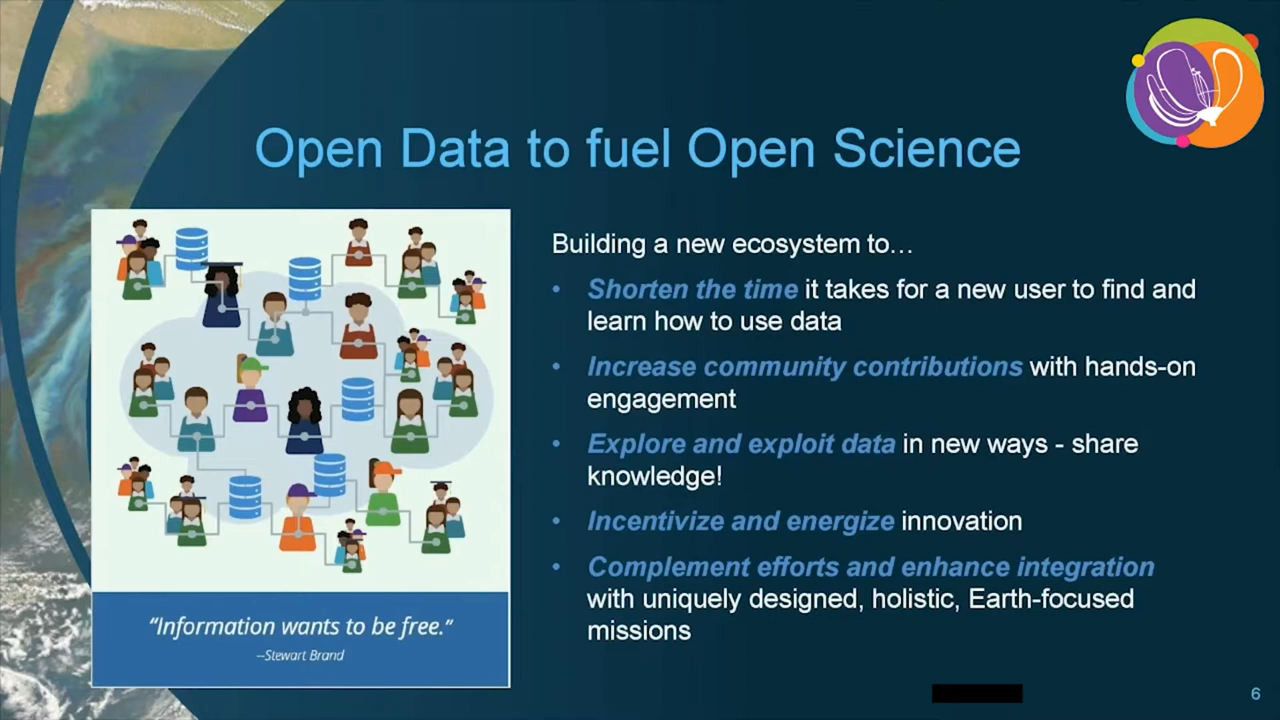 Open Data to fuel Open Science
Building a new ecosystem to…
• Shorten the time it takes for a new user to find and
learn how to use data
• Increase community contributions with hands-on
engagement
• Explore and exploit data in new ways - share
knowledge!
• Incentivize and energize innovation
• Complement efforts and enhance integration
with uniquely designed, holistic, Earth-focused
missions
“Information wants to be free.”
--Stewart Brand
6